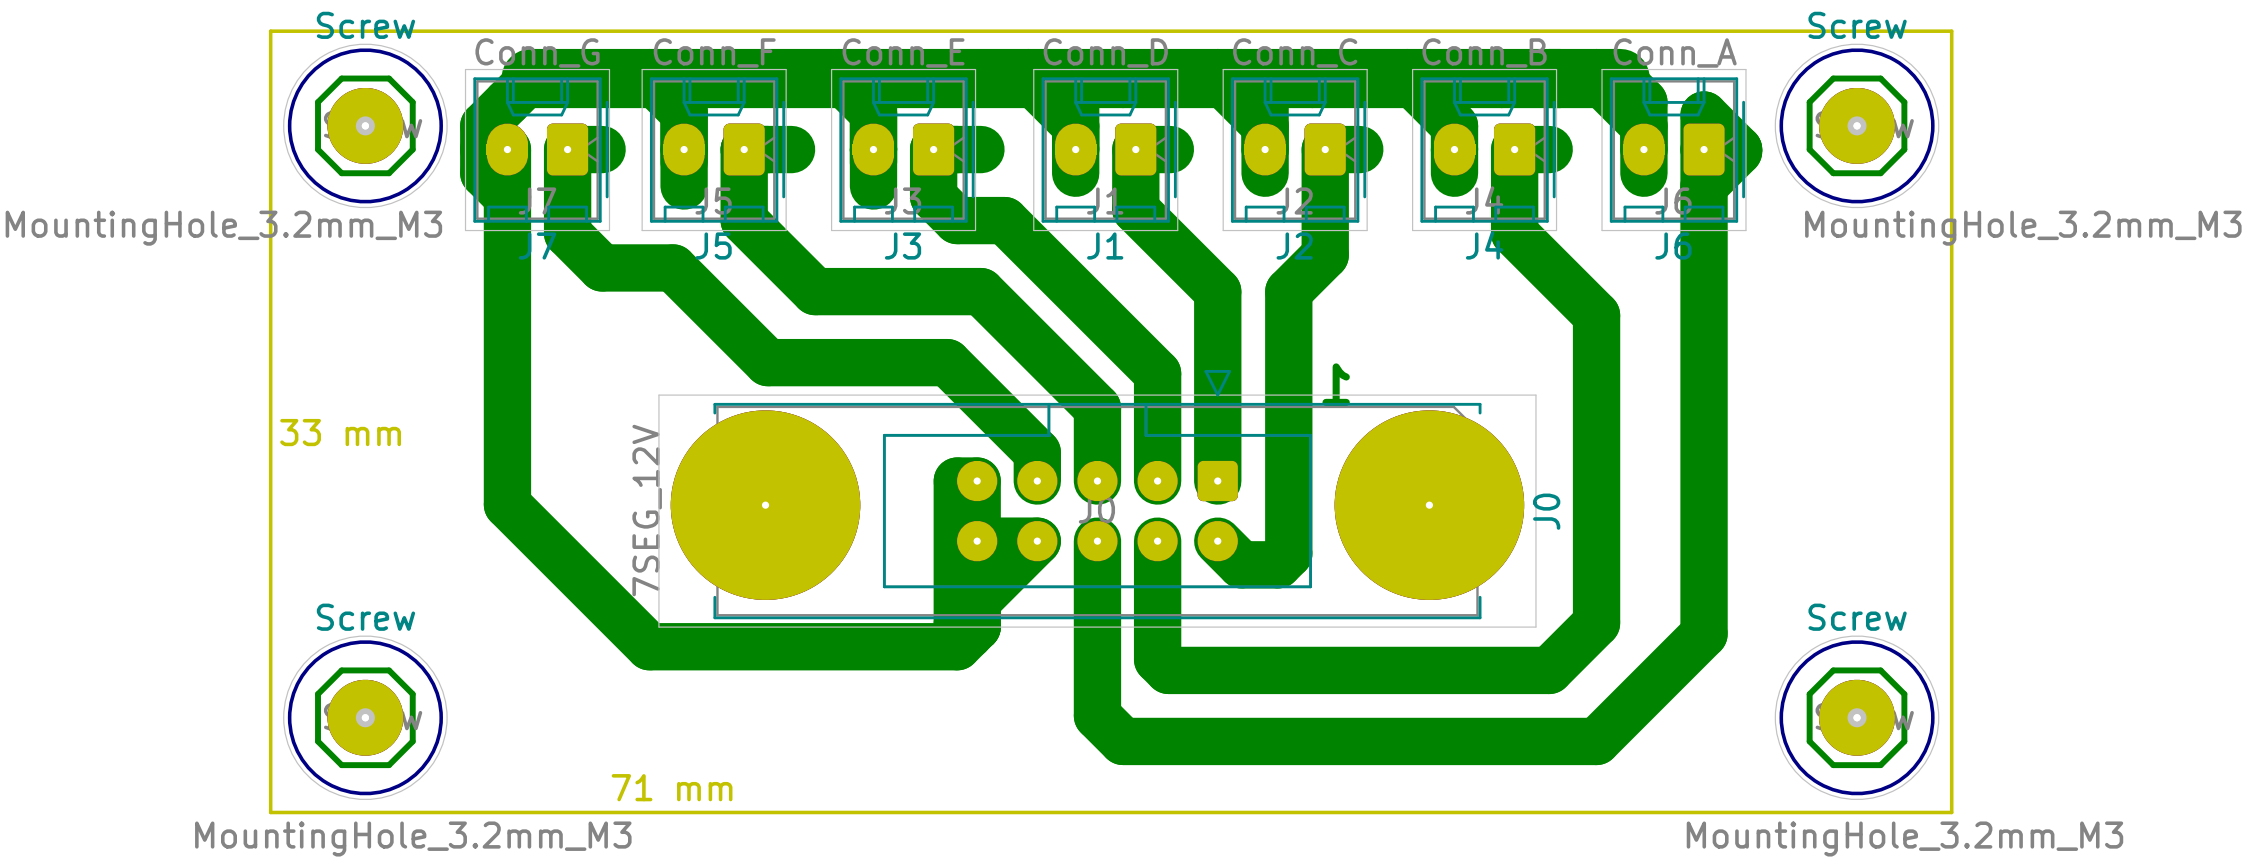 Screw
Screw
Conn_G
Conn_F
Conn_E
Conn_D
Conn_C
Conn_B
Conn_A
J7
J5
J3
J1
J2
J4
J6
MountingHole_3.2mm_M3
MountingHole_3.2mm_M3
J7
J5
J3
J1
J2
J4
J6
1
33 mm
7SEG_12V
J0
J0
Screw
Screw
71 mm
MountingHole_3.2mm_M3
MountingHole_3.2mm_M3